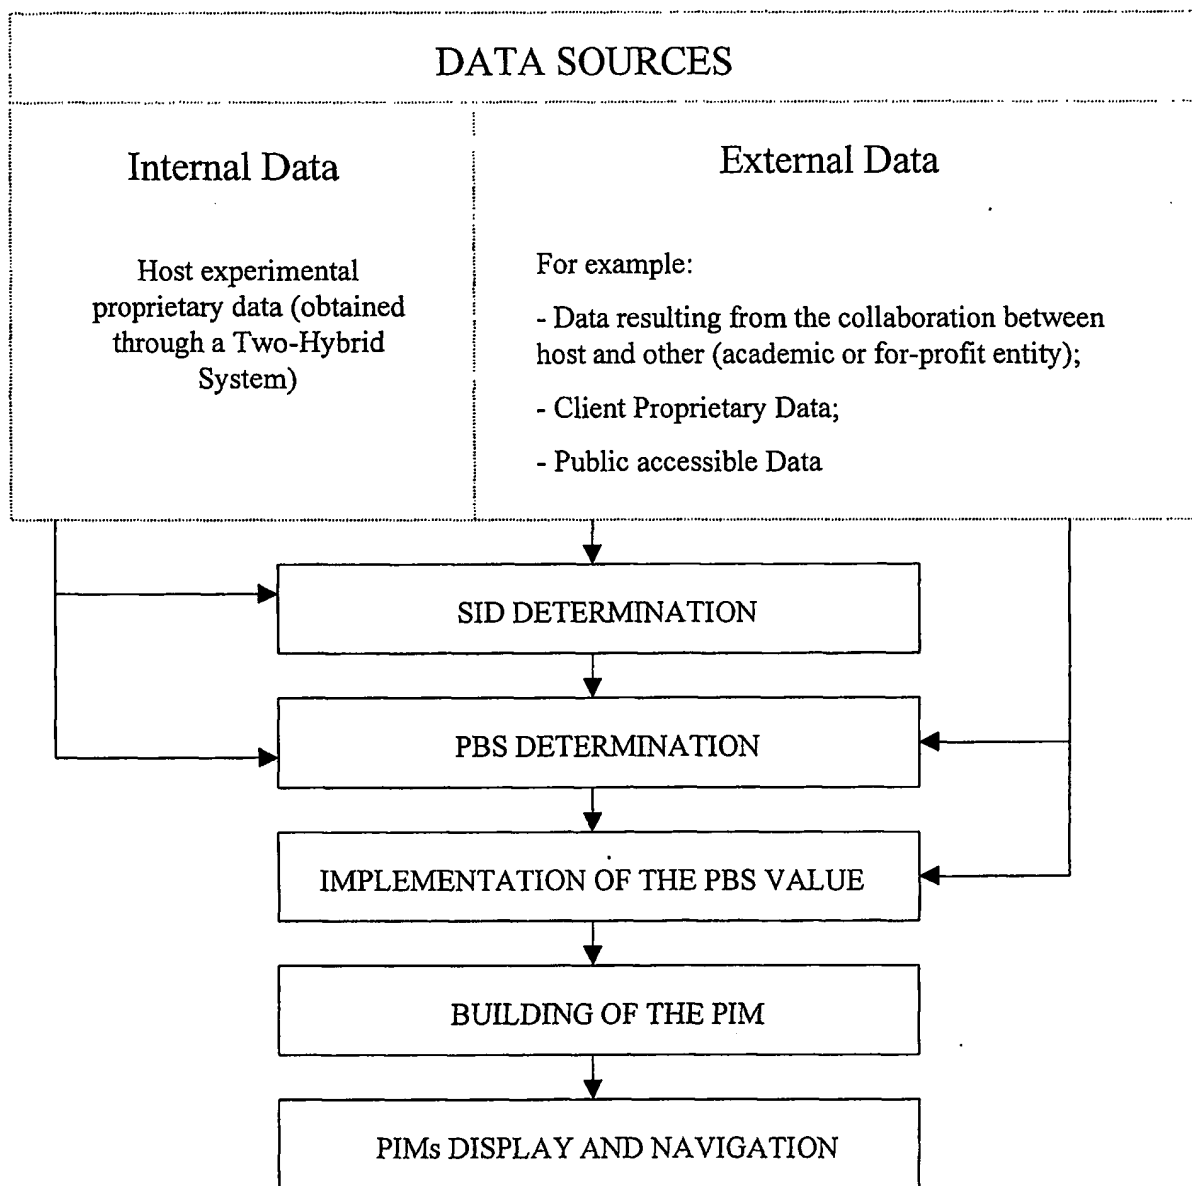 DATA SOURCES
Internal Data
Host experimental
proprietary data (obtained
through a Two-Hybrid
System)
External Data
For example:
- Data resulting from the collaboration between
host and other (academic or for-profit entity);
- Client Proprietary Data;
- Public accessible Data
SID DETERMINATION
PBS DETERMINATION
IMPLEMENTATION OF THE PBS VALUE
BUILDING OF THE PIM
PIMs DISPLAY AND NAVIGATION